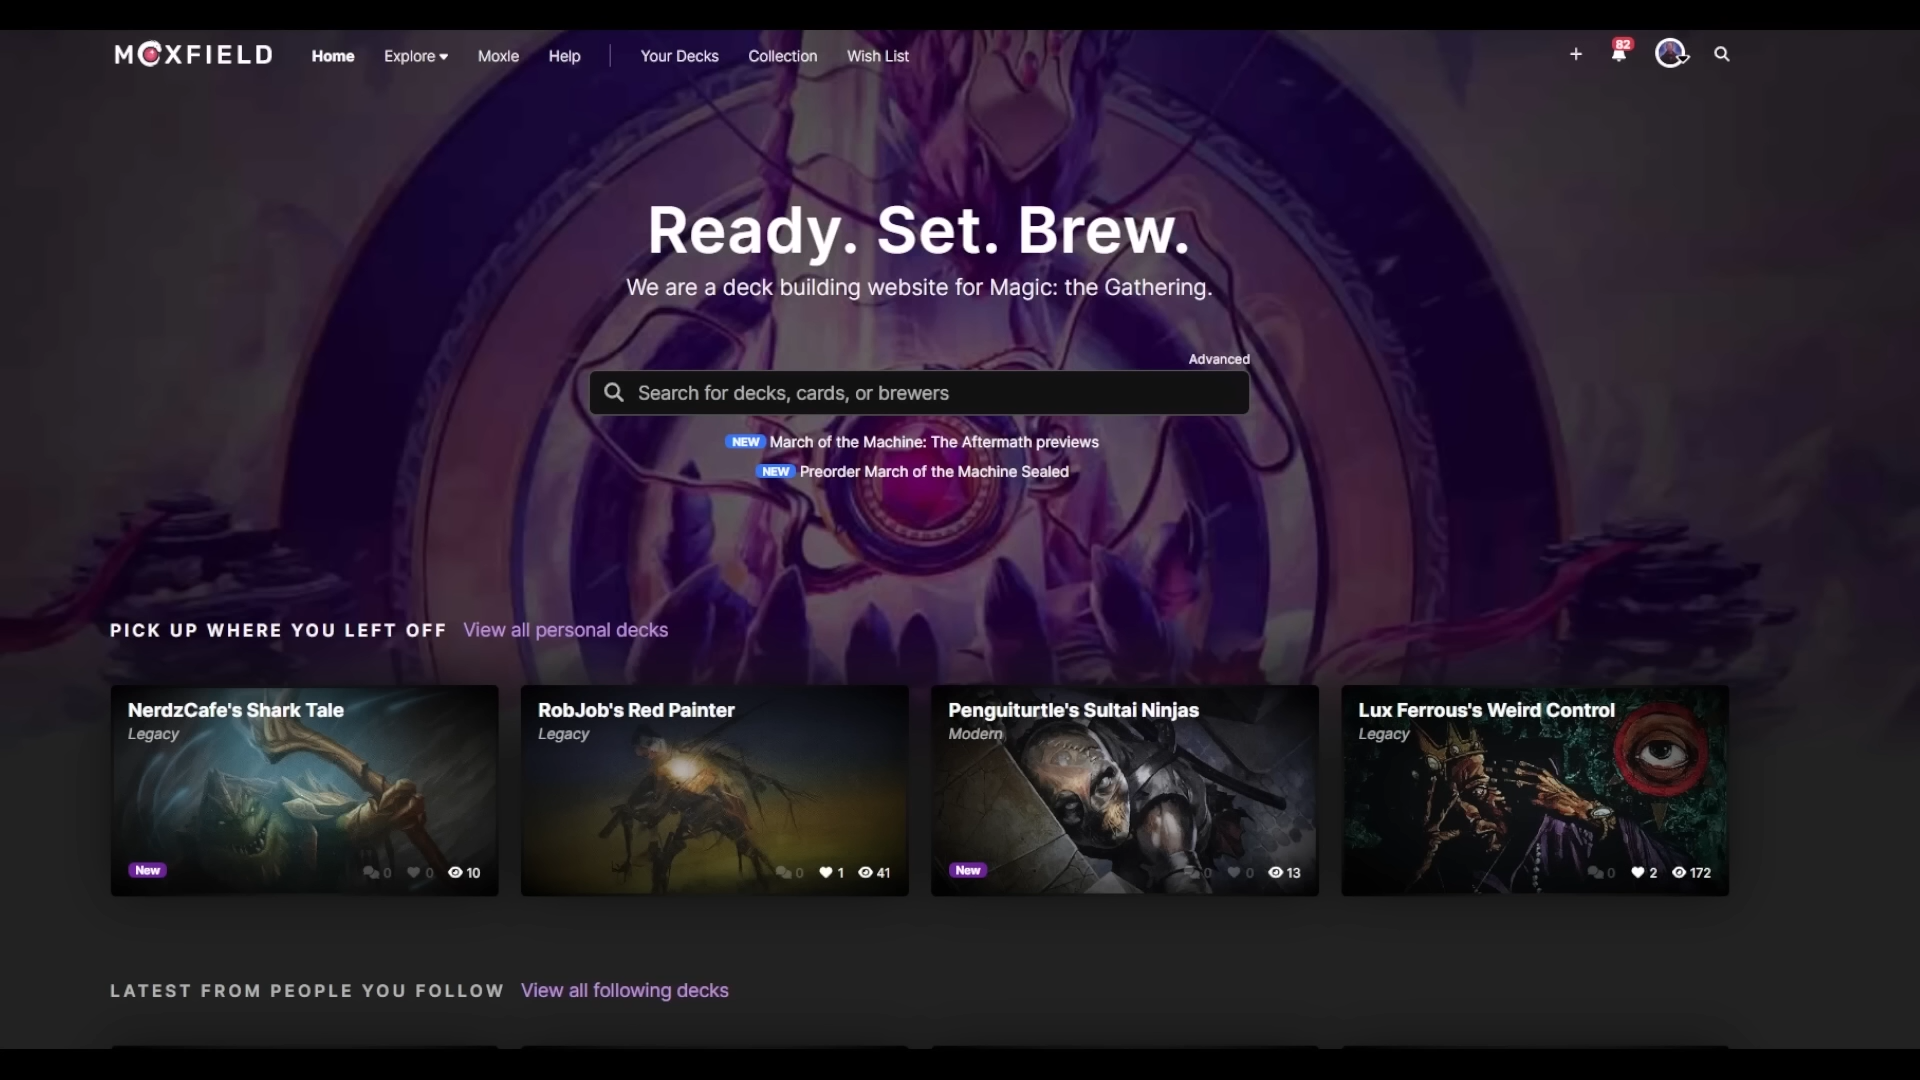 MOXFIELD Home Explore Moxle Help Your Decks Collection Wish List 82
Ready. Set. Brew.
We are a deck building website for Magic: the Gathering.
Advanced
Search for decks, cards, or brewers
NEW March of the Machine: The Aftermath previews
NEW Preorder March of the Machine Sealed
PICK UP WHERE YOU LEFT OFF View all personal decks
NerdzCafe's Shark Tale
Legacy
New 0 0 10
RobJob's Red Painter
Legacy
0 1 41
Penguiturtle's Sultai Ninjas
Modern
New 0 0 13
Lux Ferrous's Weird Control
Legacy
0 2 172
LATEST FROM PEOPLE YOU FOLLOW View all following decks